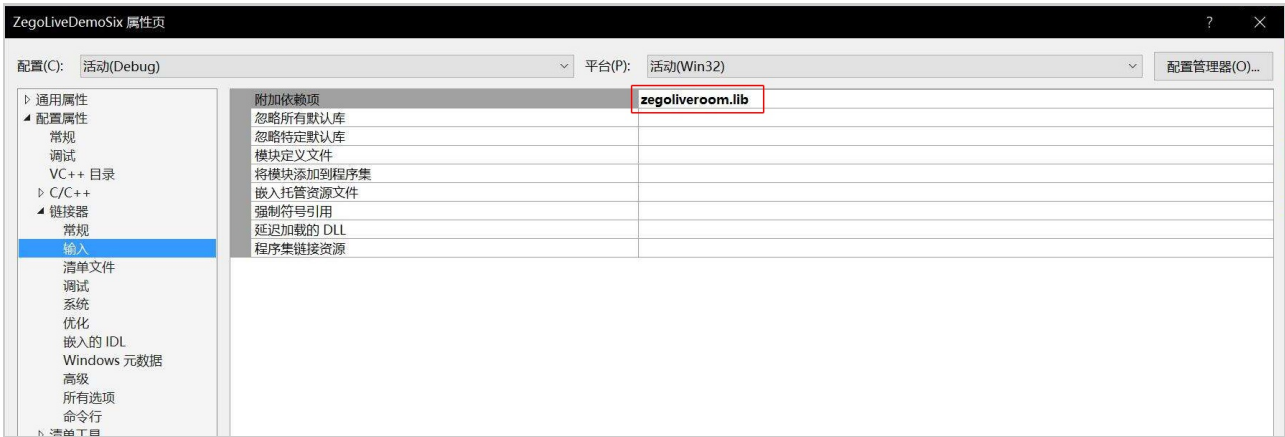 ZegoLiveDemoSix 属性页
配置(C): 活动(Debug) 平台(P): 活动(Win32) 配置管理器(O)...
通用属性
配置属性
常规
调试
VC++ 目录
C/C++
链接器
常规
输入
清单文件
调试
系统
优化
嵌入的 IDL
Windows 元数据
高级
所有选项
命令行
清单工具
附加依赖项 zegoliveroom.lib
忽略所有默认库
忽略特定默认库
模块定义文件
将模块添加到程序集
嵌入托管资源文件
强制符号引用
延迟加载的 DLL
程序集链接资源